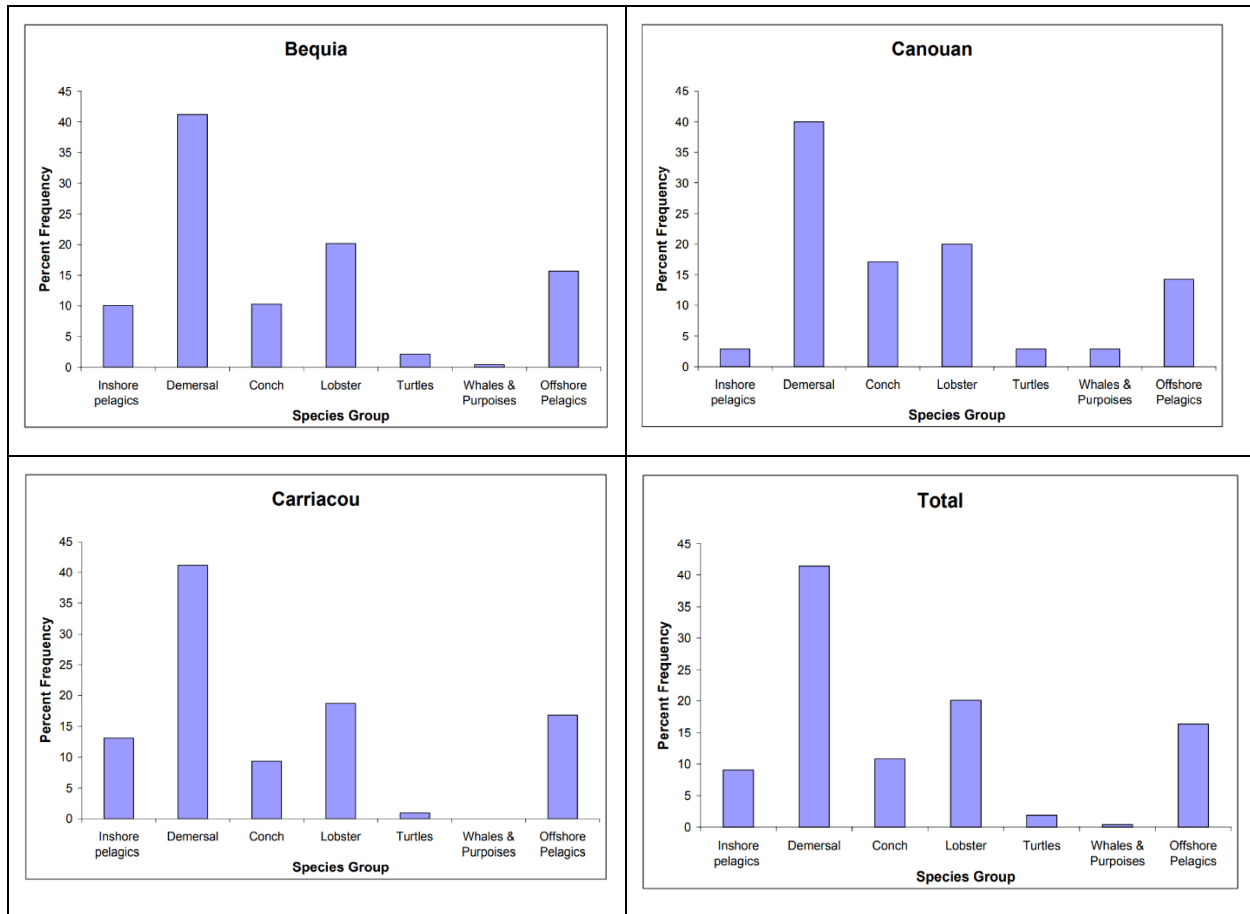 Bequia
45
40
35
30
25
20
15
10
5
0
Percent Frequency
Inshore pelagics
Demersal
Conch
Lobster
Turtles
Whales & Purpoises
Offshore Pelagics
Species Group
Canouan
45
40
35
30
25
20
15
10
5
0
Percent Frequency
Inshore pelagics
Demersal
Conch
Lobster
Turtles
Whales & Purpoises
Offshore Pelagics
Species Group
Carriacou
45
40
35
30
25
20
15
10
5
0
Percent Frequency
Inshore pelagics
Demersal
Conch
Lobster
Turtles
Whales & Purpoises
Offshore Pelagics
Species Group
Total
45
40
35
30
25
20
15
10
5
0
Percent Frequency
Inshore pelagics
Demersal
Conch
Lobster
Turtles
Whales & Purpoises
Offshore Pelagics
Species Group